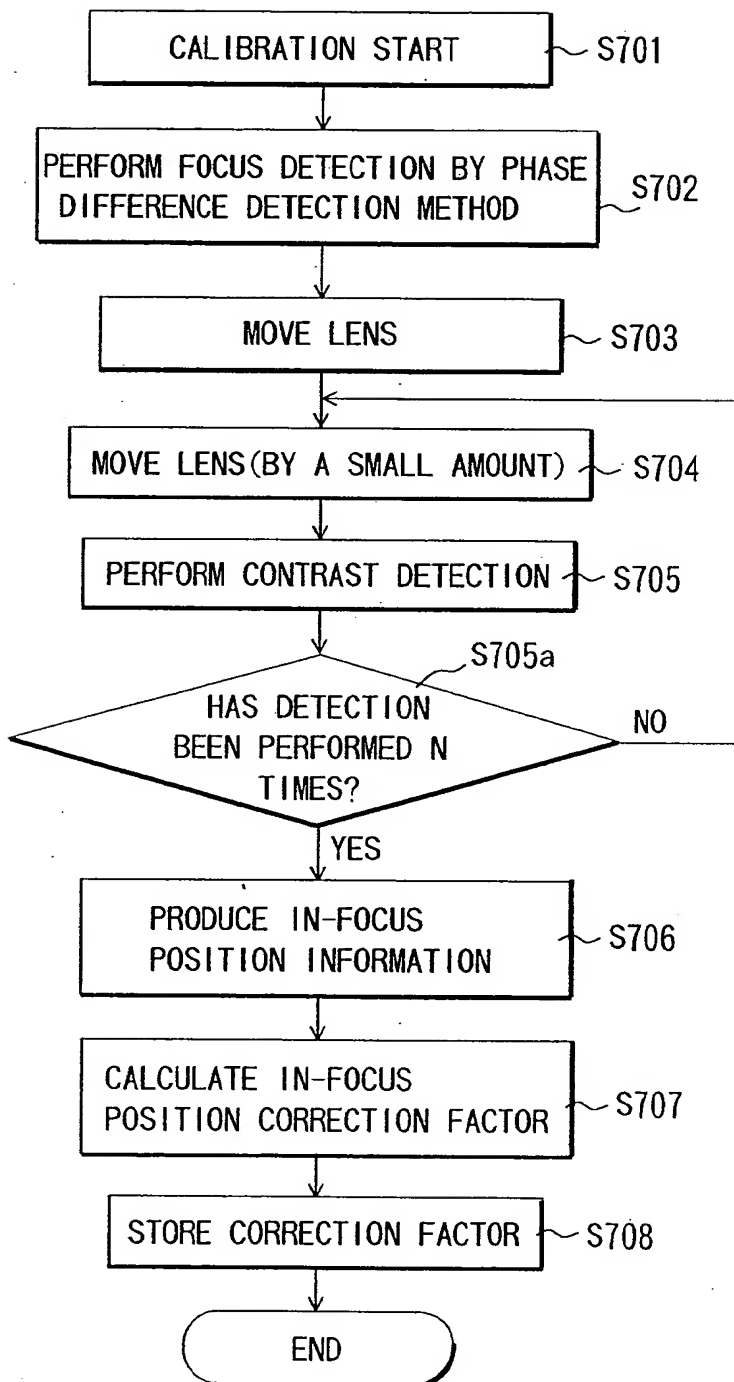 CALIBRATION START
S701
PERFORM FOCUS DETECTION BY PHASE
DIFFERENCE DETECTION METHOD
S702
MOVE LENS
S703
MOVE LENS(BY A SMALL AMOUNT)
S704
PERFORM CONTRAST DETECTION
S705
S705a
HAS DETECTION
BEEN PERFORMED N
TIMES?
NO
YES
PRODUCE IN-FOCUS
POSITION INFORMATION
S706
CALCULATE IN-FOCUS
POSITION CORRECTION FACTOR
S707
STORE CORRECTION FACTOR
S708
END